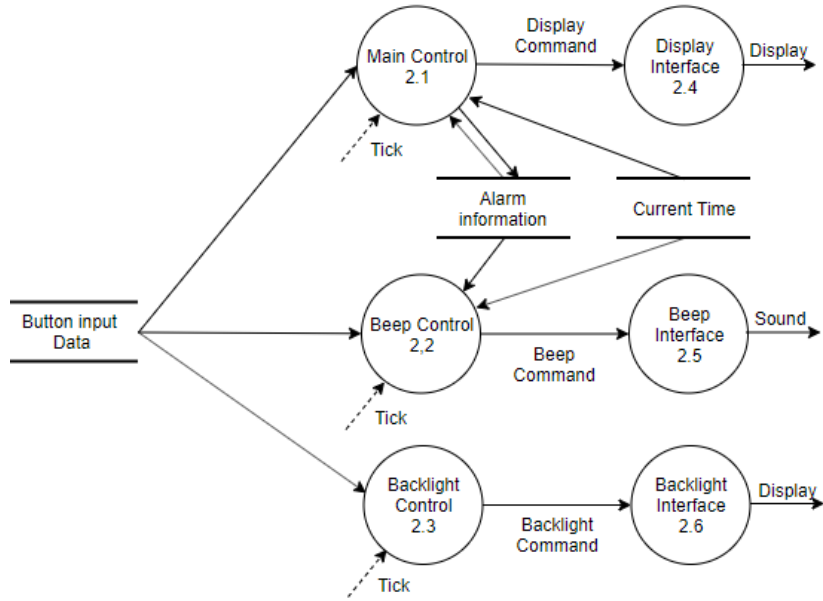 Main Control
2.1
Display
Command
Display
Interface
2.4
Display
Tick
Alarm
information
Current Time
Button input
Data
Beep Control
2,2
Beep
Command
Beep
Interface
2.5
Sound
Tick
Backlight
Control
2.3
Backlight
Command
Backlight
Interface
2.6
Display
Tick